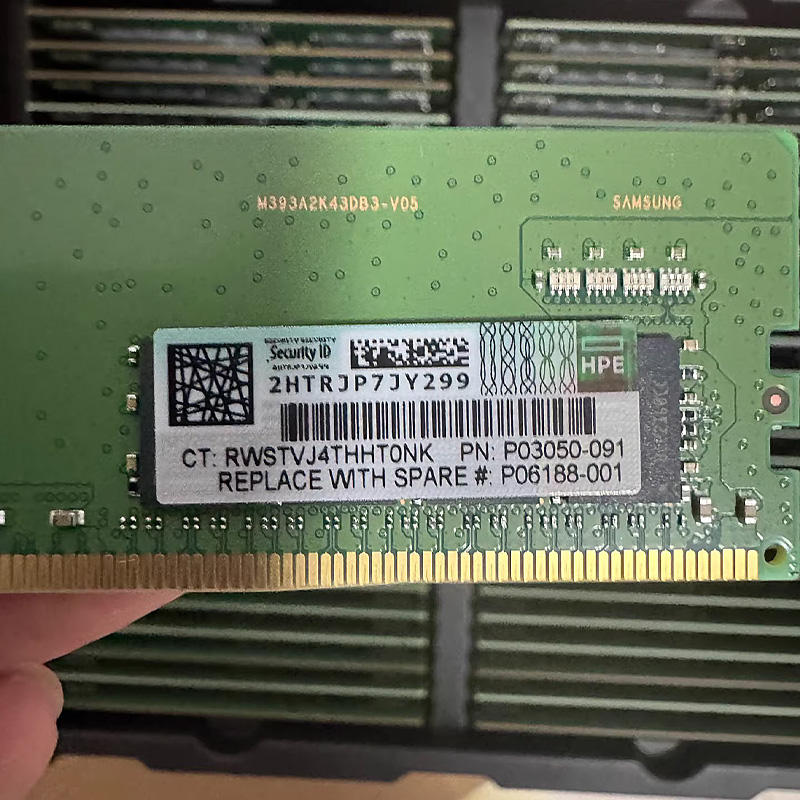 M393A2K43DB3-V05
SAMSUNG
Security ID
2HTRJP7JY299
HPE
CT: RWSTVJ4THHT0NK PN: P03050-091
REPLACE WITH SPARE #: P06188-001